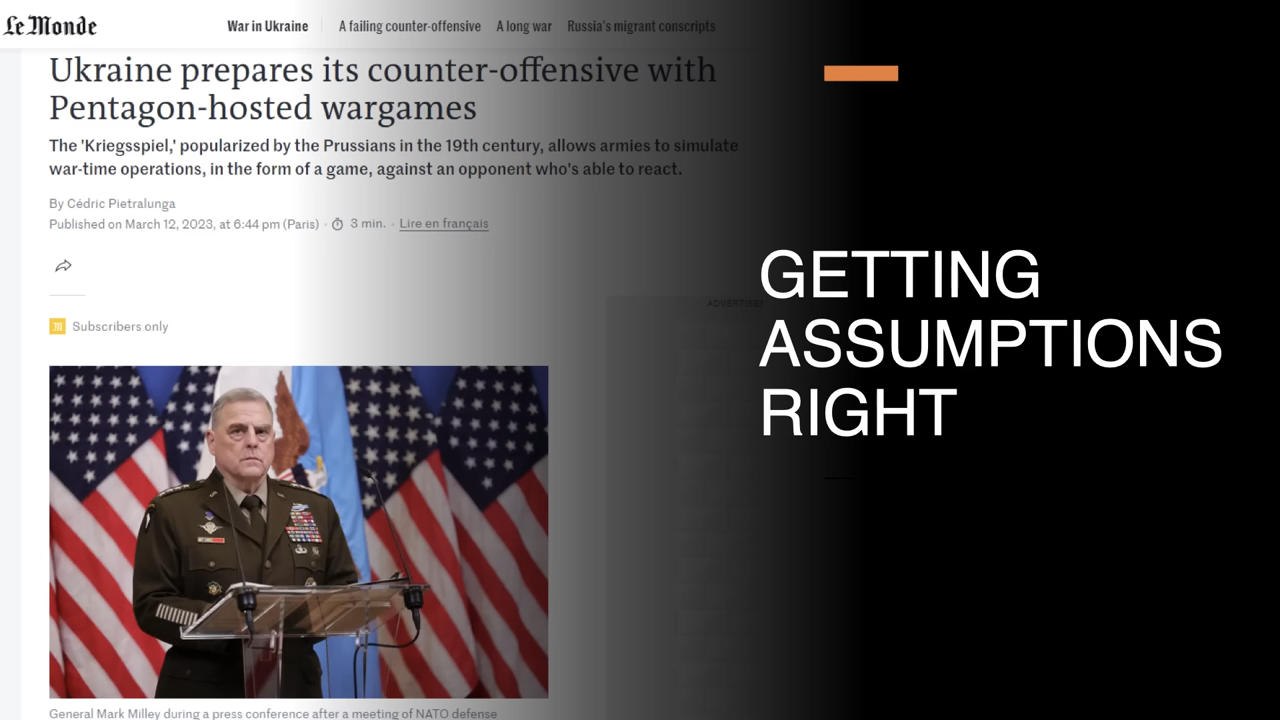 Le Monde
War in Ukraine A failing counter-offensive A long war Russia's migrant conscripts
Ukraine prepares its counter-offensive with
Pentagon-hosted wargames
The 'Kriegsspiel,' popularized by the Prussians in the 19th century, allows armies to simulate
war-time operations, in the form of a game, against an opponent who's able to react.
By Cédric Pietralunga
Published on March 12, 2023, at 6:44 pm (Paris) · 3 min. · Lire en français
Subscribers only
General Mark Milley during a press conference after a meeting of NATO defense
GETTING
ASSUMPTIONS
RIGHT